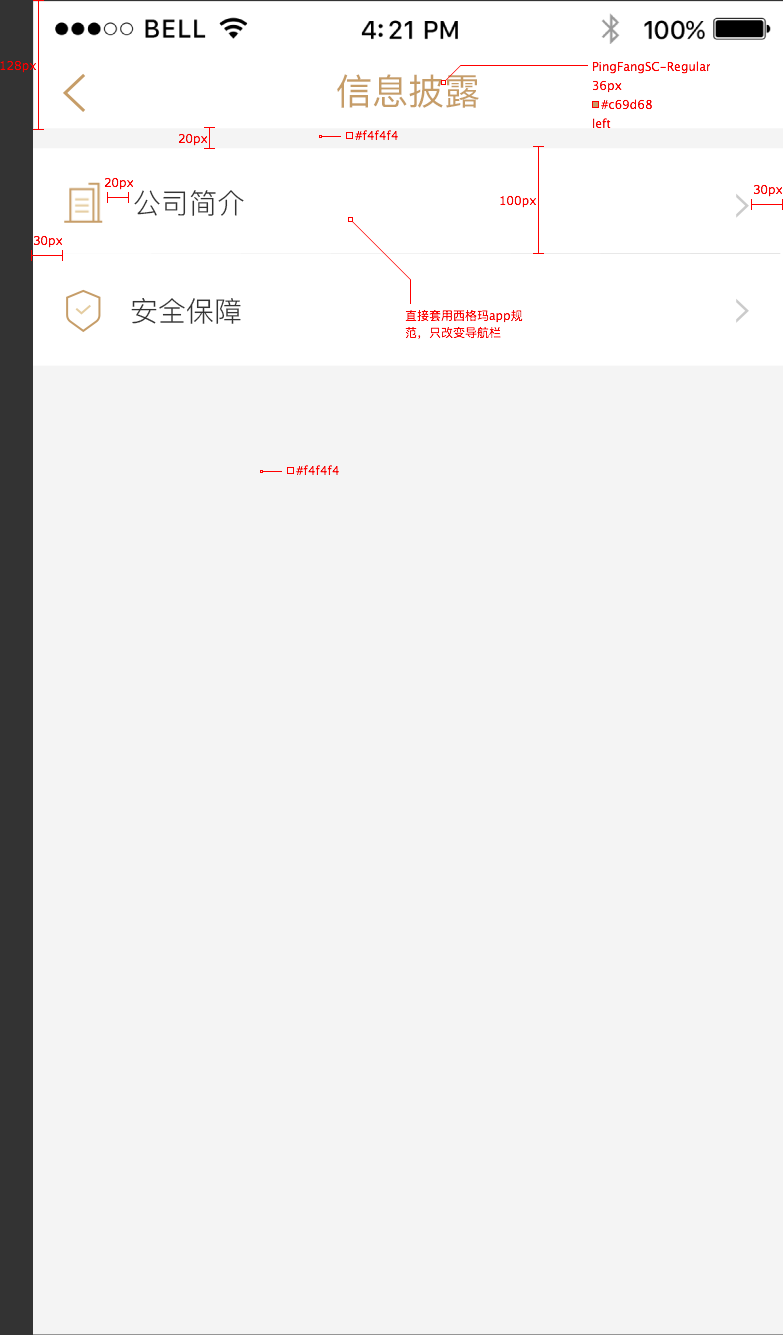 BELL 4:21 PM 100%
128px
信息披露
PingFangSC-Regular
36px
#c69d68
left
20px
#f4f4f4
20px
公司简介
100px
30px
30px
安全保障
直接套用西格玛app规
范，只改变导航栏
#f4f4f4